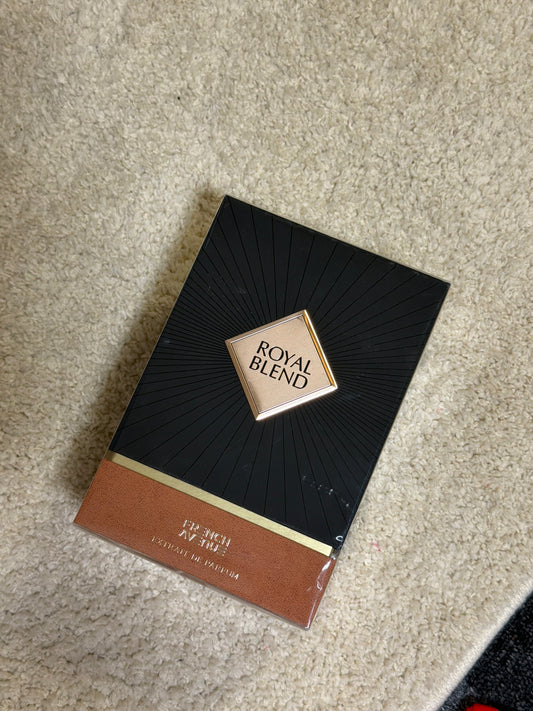 ROYAL
BLEND
FRENCH
AVENUE
EXTRAIT DE PARFUM